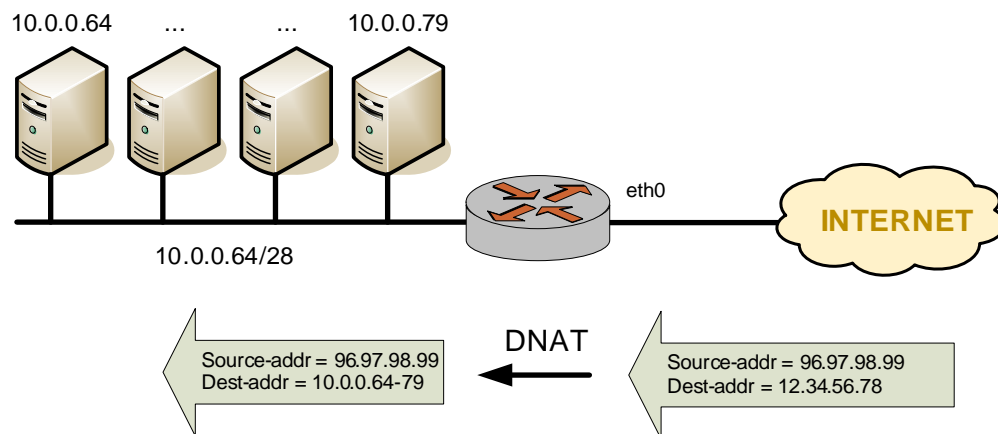 10.0.0.64
...
...
10.0.0.79
eth0
INTERNET
10.0.0.64/28
DNAT
Source-addr = 96.97.98.99
Dest-addr = 10.0.0.64-79
Source-addr = 96.97.98.99
Dest-addr = 12.34.56.78